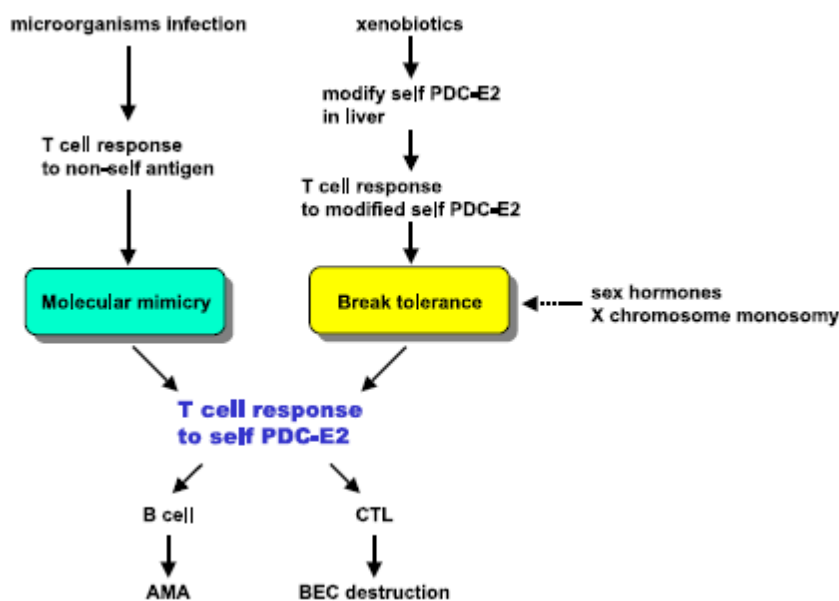 microorganisms infection
xenobiotics
modify self PDC-E2
in liver
T cell response
to non-self antigen
T cell response
to modified self PDC-E2
Molecular mimicry
Break tolerance
sex hormones
X chromosome monosomy
T cell response
to self PDC-E2
B cell
CTL
AMA
BEC destruction